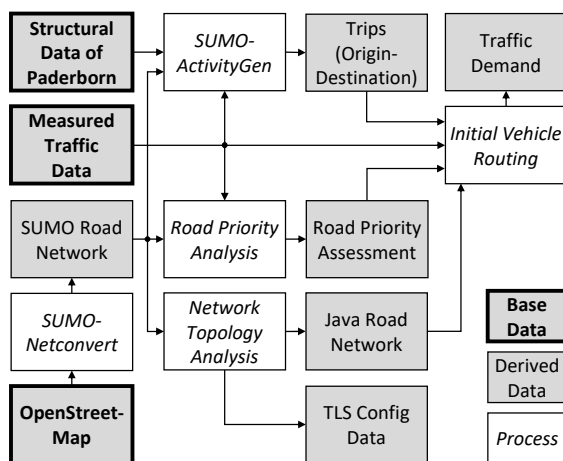 Structural
Data of
Paderborn
SUMO-
ActivityGen
Trips
(Origin-
Destination)
Traffic
Demand
Measured
Traffic
Data
Initial Vehicle
Routing
SUMO Road
Network
Road Priority
Analysis
Road Priority
Assessment
SUMO-
Netconvert
Network
Topology
Analysis
Java Road
Network
Base
Data
OpenStreet-
Map
TLS Config
Data
Derived
Data
Process